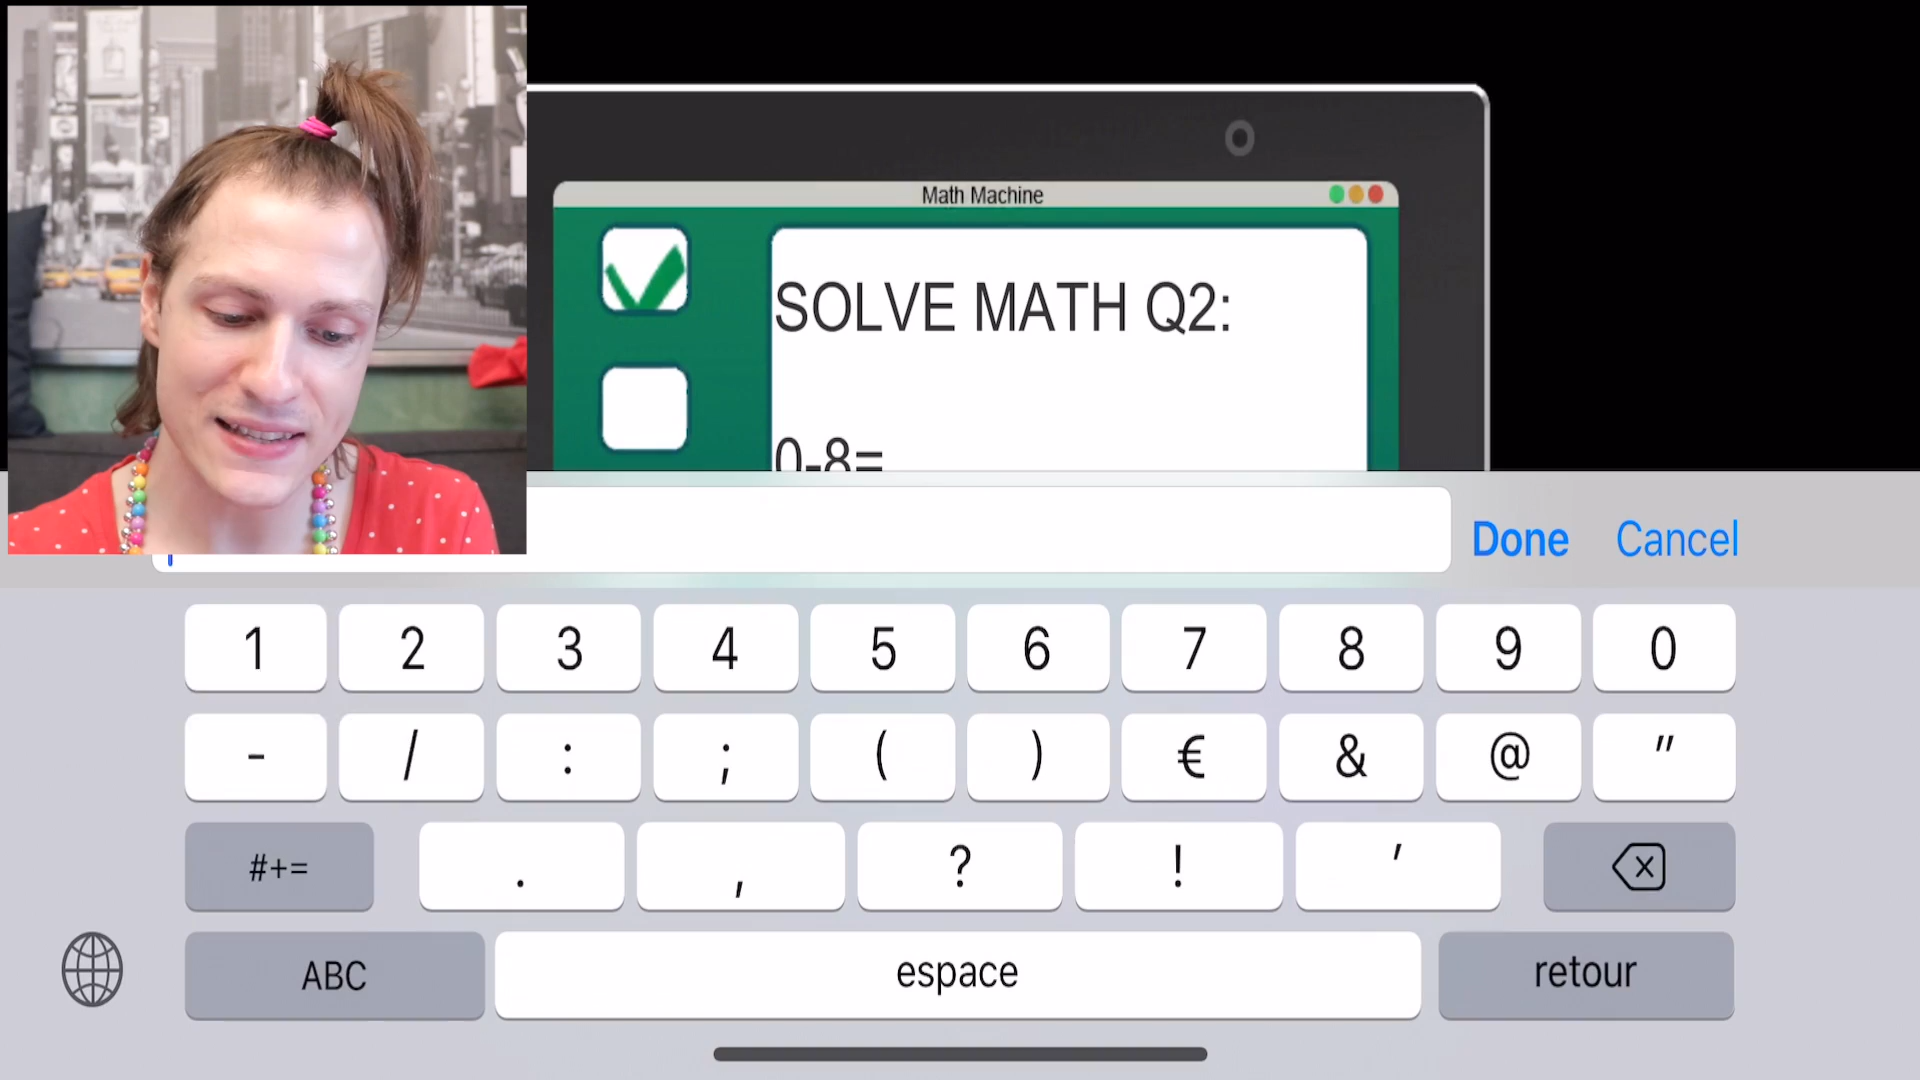 Math Machine
SOLVE MATH Q2:
0-8=
Done Cancel
1 2 3 4 5 6 7 8 9 0
- / : ; ( ) € & @ "
#+= . , ? ! '
ABC espace retour